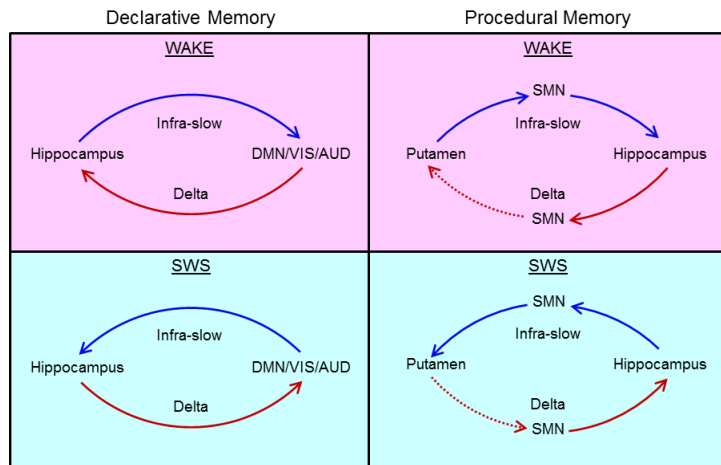 Declarative Memory
Procedural Memory
WAKE
Infra-slow
Hippocampus
DMN/VIS/AUD
Delta
WAKE
SMN
Infra-slow
Putamen
Hippocampus
Delta
SMN
SWS
Infra-slow
Hippocampus
DMN/VIS/AUD
Delta
SWS
SMN
Infra-slow
Putamen
Hippocampus
Delta
SMN